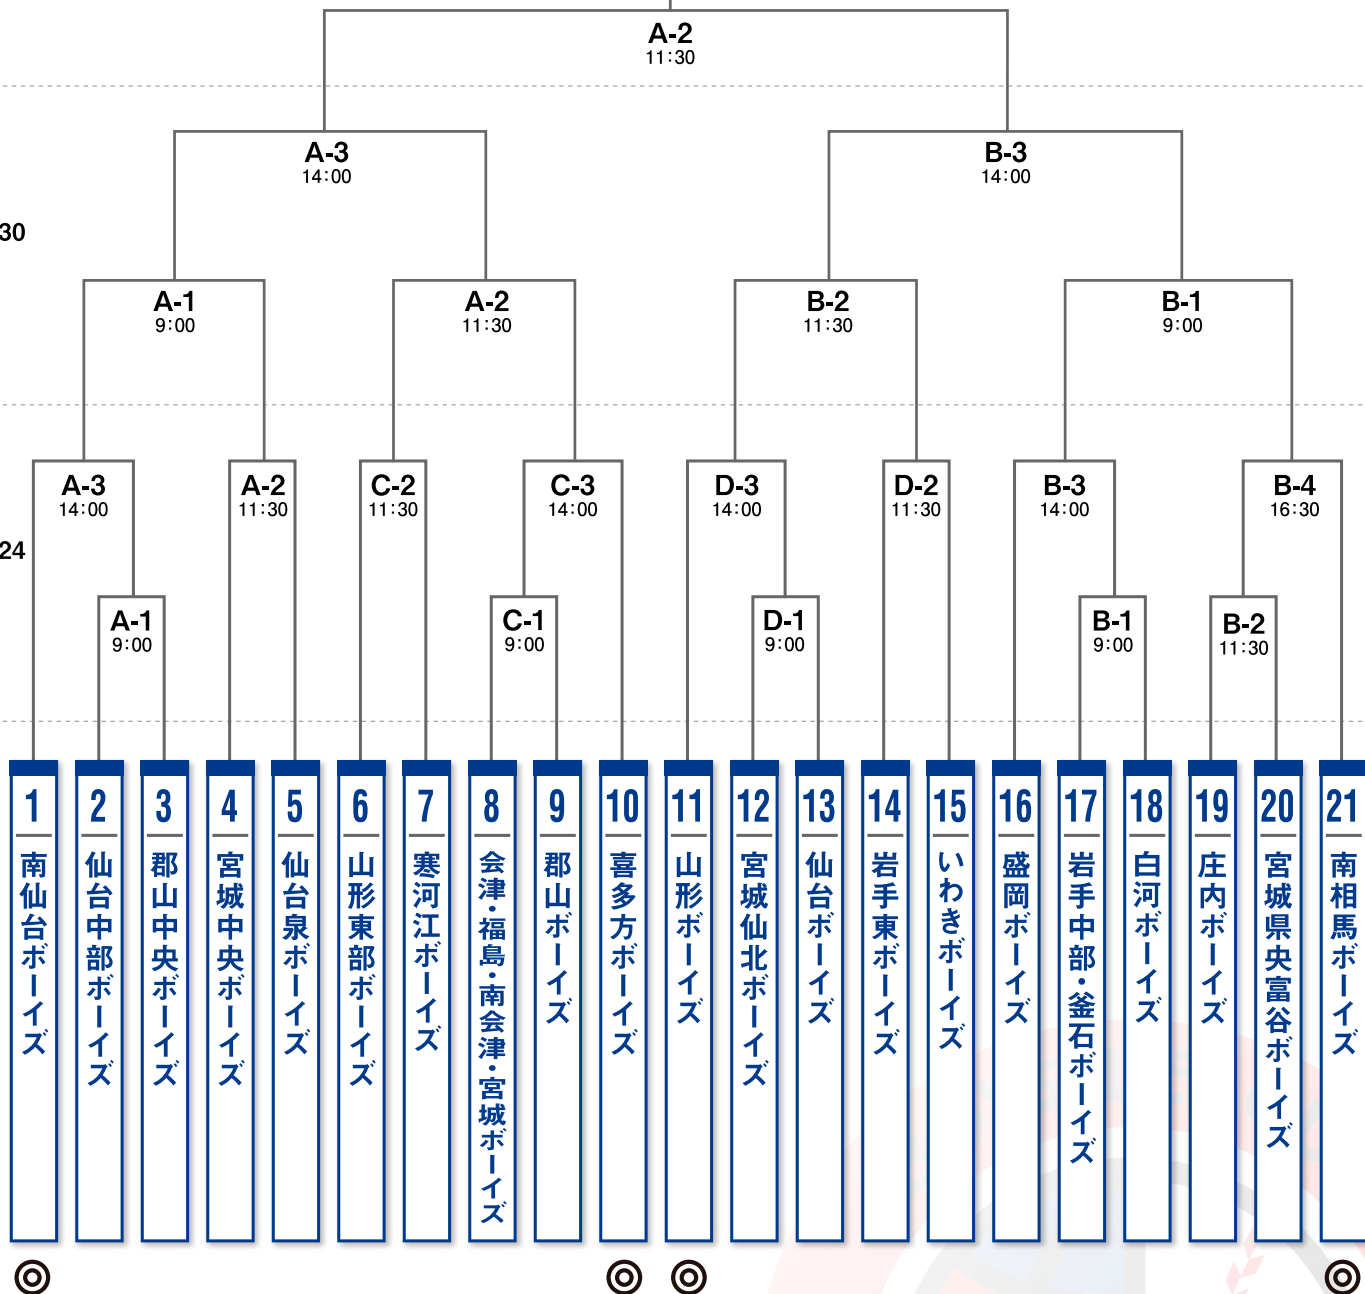 A-2
11:30
A-3
14:00
B-3
14:00
30
A-1
9:00
A-2
11:30
B-2
11:30
B-1
9:00
A-3
14:00
A-2
11:30
C-2
11:30
C-3
14:00
D-3
14:00
D-2
11:30
B-3
14:00
B-4
16:30
24
A-1
9:00
C-1
9:00
D-1
9:00
B-1
9:00
B-2
11:30
1
南仙台ボーイズ
2
仙台中部ボーイズ
3
郡山中央ボーイズ
4
宮城中央ボーイズ
5
仙台泉ボーイズ
6
山形東部ボーイズ
7
寒河江ボーイズ
8
会津・福島・南会津・宮城ボーイズ
9
郡山ボーイズ
10
喜多方ボーイズ
11
山形ボーイズ
12
宮城仙北ボーイズ
13
仙台ボーイズ
14
岩手東ボーイズ
15
いわきボーイズ
16
盛岡ボーイズ
17
岩手中部・釜石ボーイズ
18
白河ボーイズ
19
庄内ボーイズ
20
宮城県央富谷ボーイズ
21
南相馬ボーイズ
◎ ◎ ◎ ◎